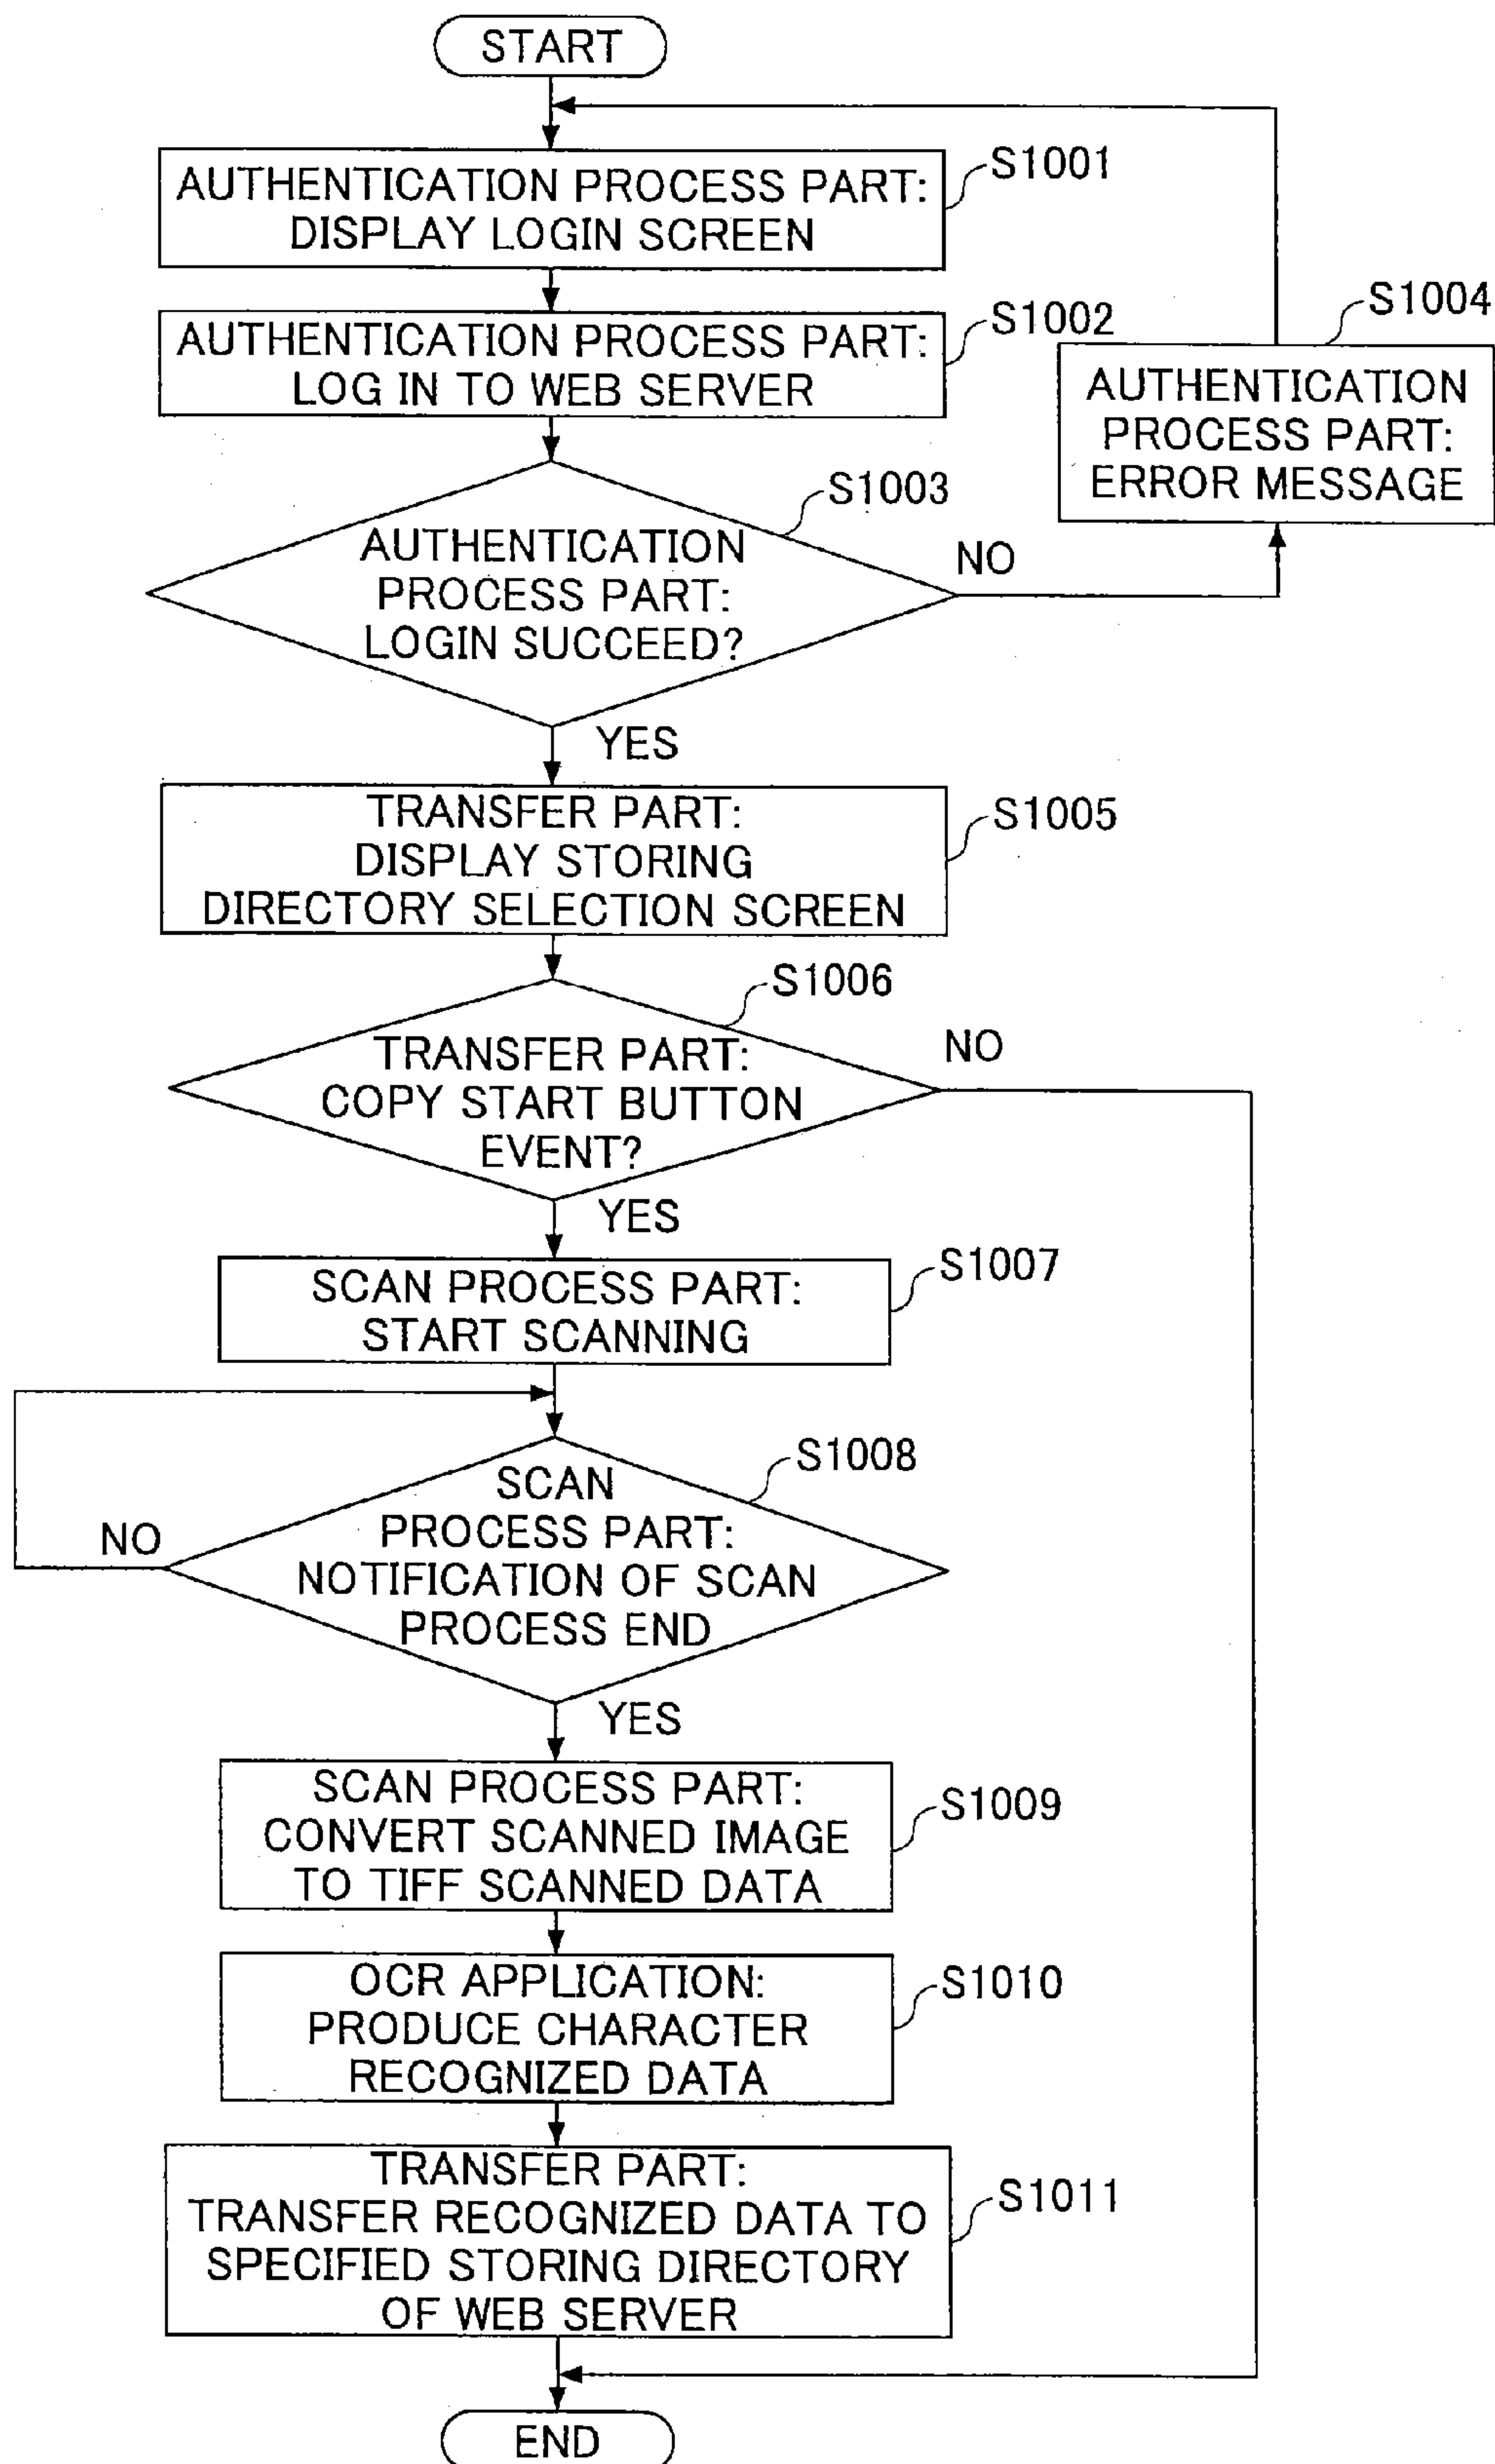 START
AUTHENTICATION PROCESS PART:
DISPLAY LOGIN SCREEN
S1001
AUTHENTICATION PROCESS PART:
LOG IN TO WEB SERVER
S1002
AUTHENTICATION
PROCESS PART:
LOGIN SUCCEED?
S1003
NO
AUTHENTICATION
PROCESS PART:
ERROR MESSAGE
S1004
YES
TRANSFER PART:
DISPLAY STORING
DIRECTORY SELECTION SCREEN
S1005
TRANSFER PART:
COPY START BUTTON
EVENT?
S1006
NO
YES
SCAN PROCESS PART:
START SCANNING
S1007
SCAN
PROCESS PART:
NOTIFICATION OF SCAN
PROCESS END
S1008
NO
YES
SCAN PROCESS PART:
CONVERT SCANNED IMAGE
TO TIFF SCANNED DATA
S1009
OCR APPLICATION:
PRODUCE CHARACTER
RECOGNIZED DATA
S1010
TRANSFER PART:
TRANSFER RECOGNIZED DATA TO
SPECIFIED STORING DIRECTORY
OF WEB SERVER
S1011
END